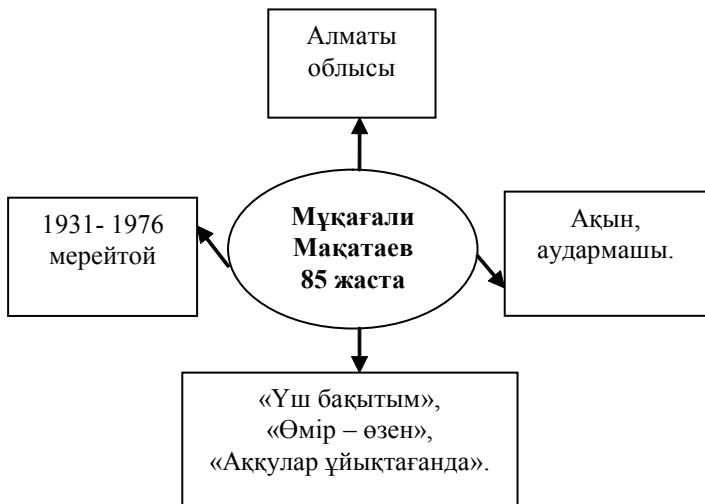 Алматы
облысы
1931- 1976
мерейтой
Мұқағали
Мақатаев
85 жаста
Ақын,
аудармашы.
«Үш бақытым»,
«Өмір – өзен»,
«Аққулар ұйықтағанда».